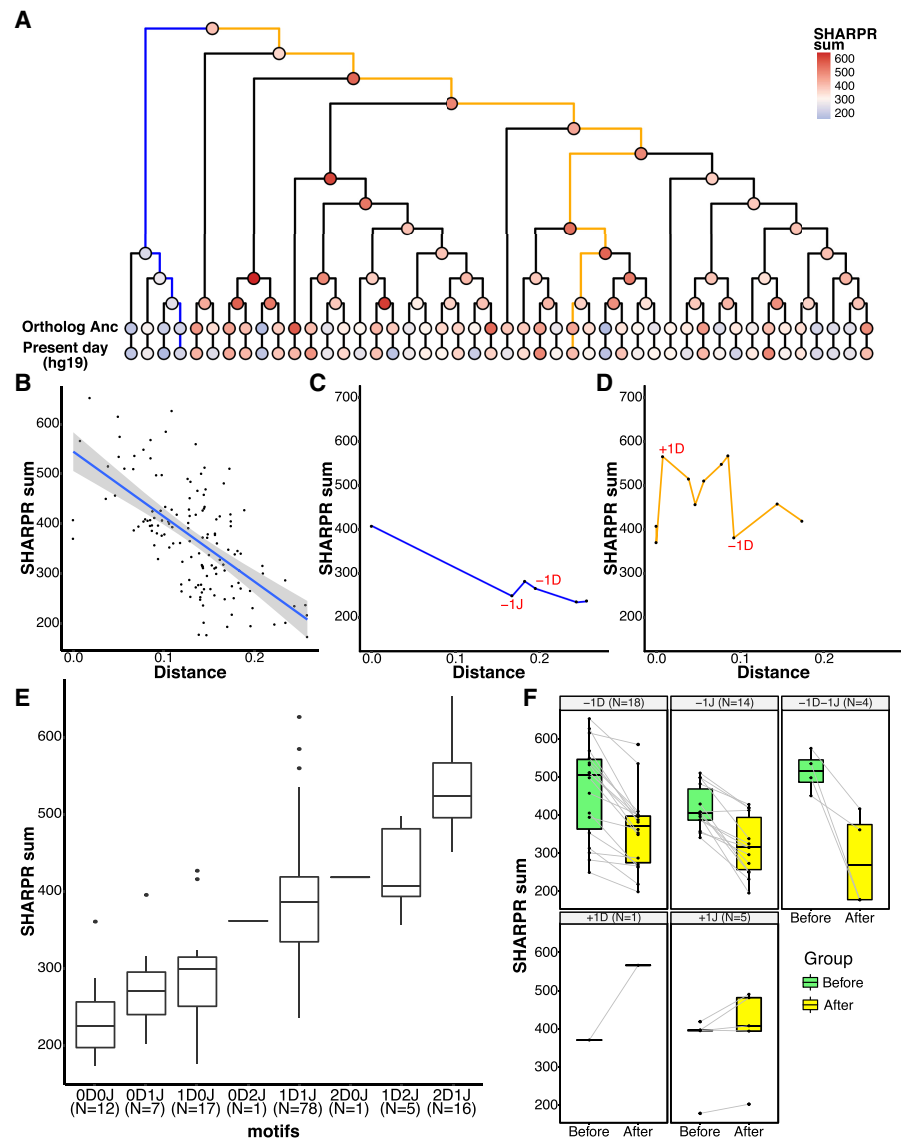 A
SHARPR
sum
600
500
400
300
200
Ortholog Anc
Present day
(hg19)
B
SHARPR sum
600
500
400
300
200
0.0
0.1
0.2
Distance
C
SHARPR sum
700
600
500
400
300
200
−1J
−1D
0.0
0.1
0.2
Distance
D
SHARPR sum
700
600
500
400
300
200
+1D
−1D
0.0
0.1
0.2
Distance
E
SHARPR sum
600
500
400
300
200
0D0J 0D1J 1D0J 0D2J 1D1J 2D0J 1D2J 2D1J
(N=12) (N=7) (N=17) (N=1) (N=78) (N=1) (N=5) (N=16)
motifs
F
SHARPR sum
−1D (N=18)
−1J (N=14)
−1D−1J (N=4)
600
500
400
300
200
Before After
+1D (N=1)
+1J (N=5)
600
500
400
300
200
Before After
Before After
Group
Before
After